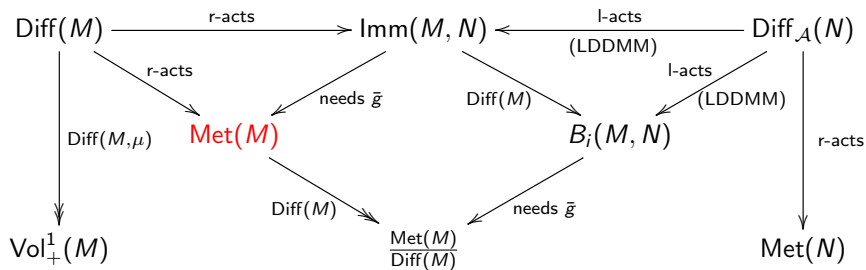 Diff(M) r-acts Imm(M, N) l-acts Diff_𝒜(N)
(LDDMM)
r-acts needs ḡ Diff(M) l-acts
(LDDMM)
Diff(M,μ) Met(M) B_i(M, N) r-acts
Diff(M) needs ḡ
Vol^1_+(M) Met(M)/Diff(M) Met(N)